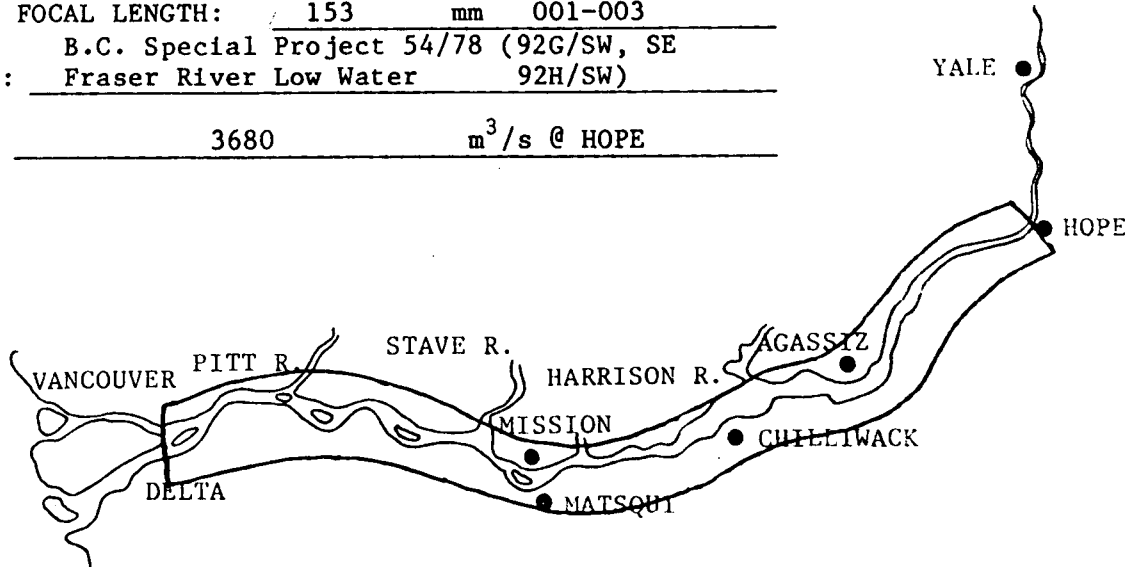 FOCAL LENGTH: 153 mm 001-003
B.C. Special Project 54/78 (92G/SW, SE
: Fraser River Low Water 92H/SW)
3680 m³/s @ HOPE
YALE
HOPE
AGASSIZ
STAVE R.
PITT R.
HARRISON R.
VANCOUVER
MISSION
CHILLIWACK
DELTA
MATSQUI